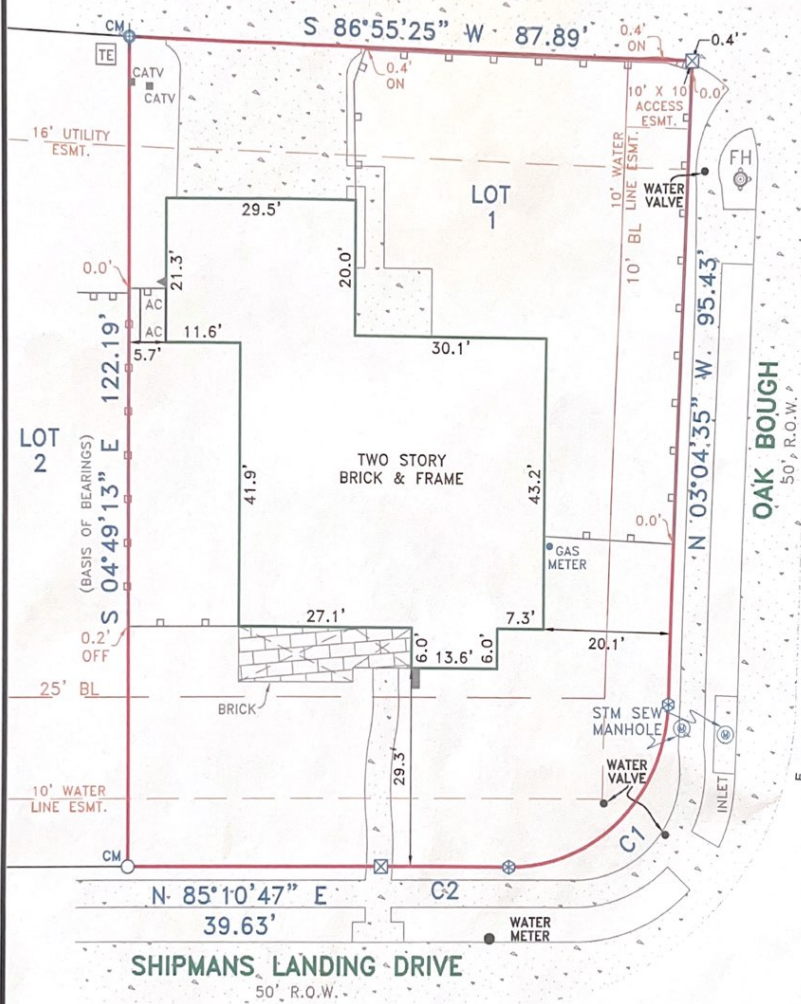 CM
S 86°55'25" W 87.89'
0.4'
ON
0.4'
TE
CATV
CATV
0.4'
ON
10' X 10'
ACCESS
ESMT.
0.0'
16' UTILITY
ESMT.
10' WATER
LINE ESMT.
10' BL
LOT
1
WATER
VALVE
FH
29.5'
21.3'
20.0'
0.0'
AC
AC
11.6'
5.7'
30.1'
N 03°04'35" W. 95.43'
OAK BOUGH
50' R.O.W.
LOT
2
(BASIS OF BEARINGS)
S 04°49'13" E 122.19'
41.9'
TWO STORY
BRICK & FRAME
43.2'
0.0'
GAS
METER
27.1'
7.3'
6.0'
13.6'
6.0'
20.1'
0.2'
OFF
25' BL
BRICK
STM SEW
MANHOLE
M
M
29.3'
WATER
VALVE
INLET
10' WATER
LINE ESMT.
C1
CM
N 85°10'47" E
39.63'
C2
WATER
METER
SHIPMANS LANDING DRIVE
50' R.O.W.